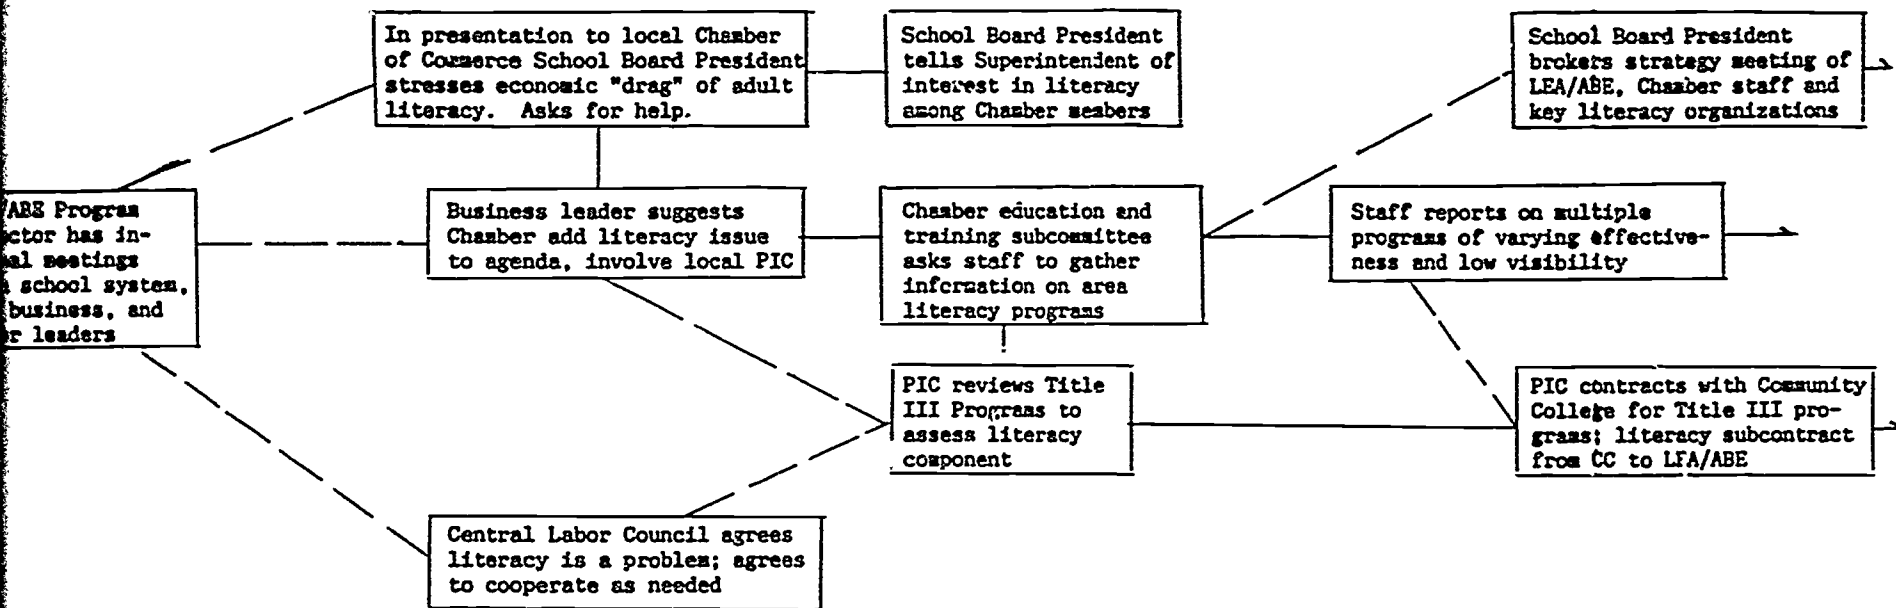 In presentation to local Chamber
of Commerce School Board President
stresses economic "drag" of adult
literacy. Asks for help.
School Board President
tells Superintendent of
interest in literacy
among Chamber members
School Board President
brokers strategy meeting of
LEA/ABE, Chamber staff and
key literacy organizations
/ABE Program
ctor has in-
al meetings
school system,
business, and
r leaders
Business leader suggests
Chamber add literacy issue
to agenda, involve local PIC
Chamber education and
training subcommittee
asks staff to gather
information on area
literacy programs
Staff reports on multiple
programs of varying effective-
ness and low visibility
PIC reviews Title
III Programs to
assess literacy
component
PIC contracts with Community
College for Title III pro-
grams; literacy subcontract
from CC to LFA/ABE
Central Labor Council agrees
literacy is a problem; agrees
to cooperate as needed